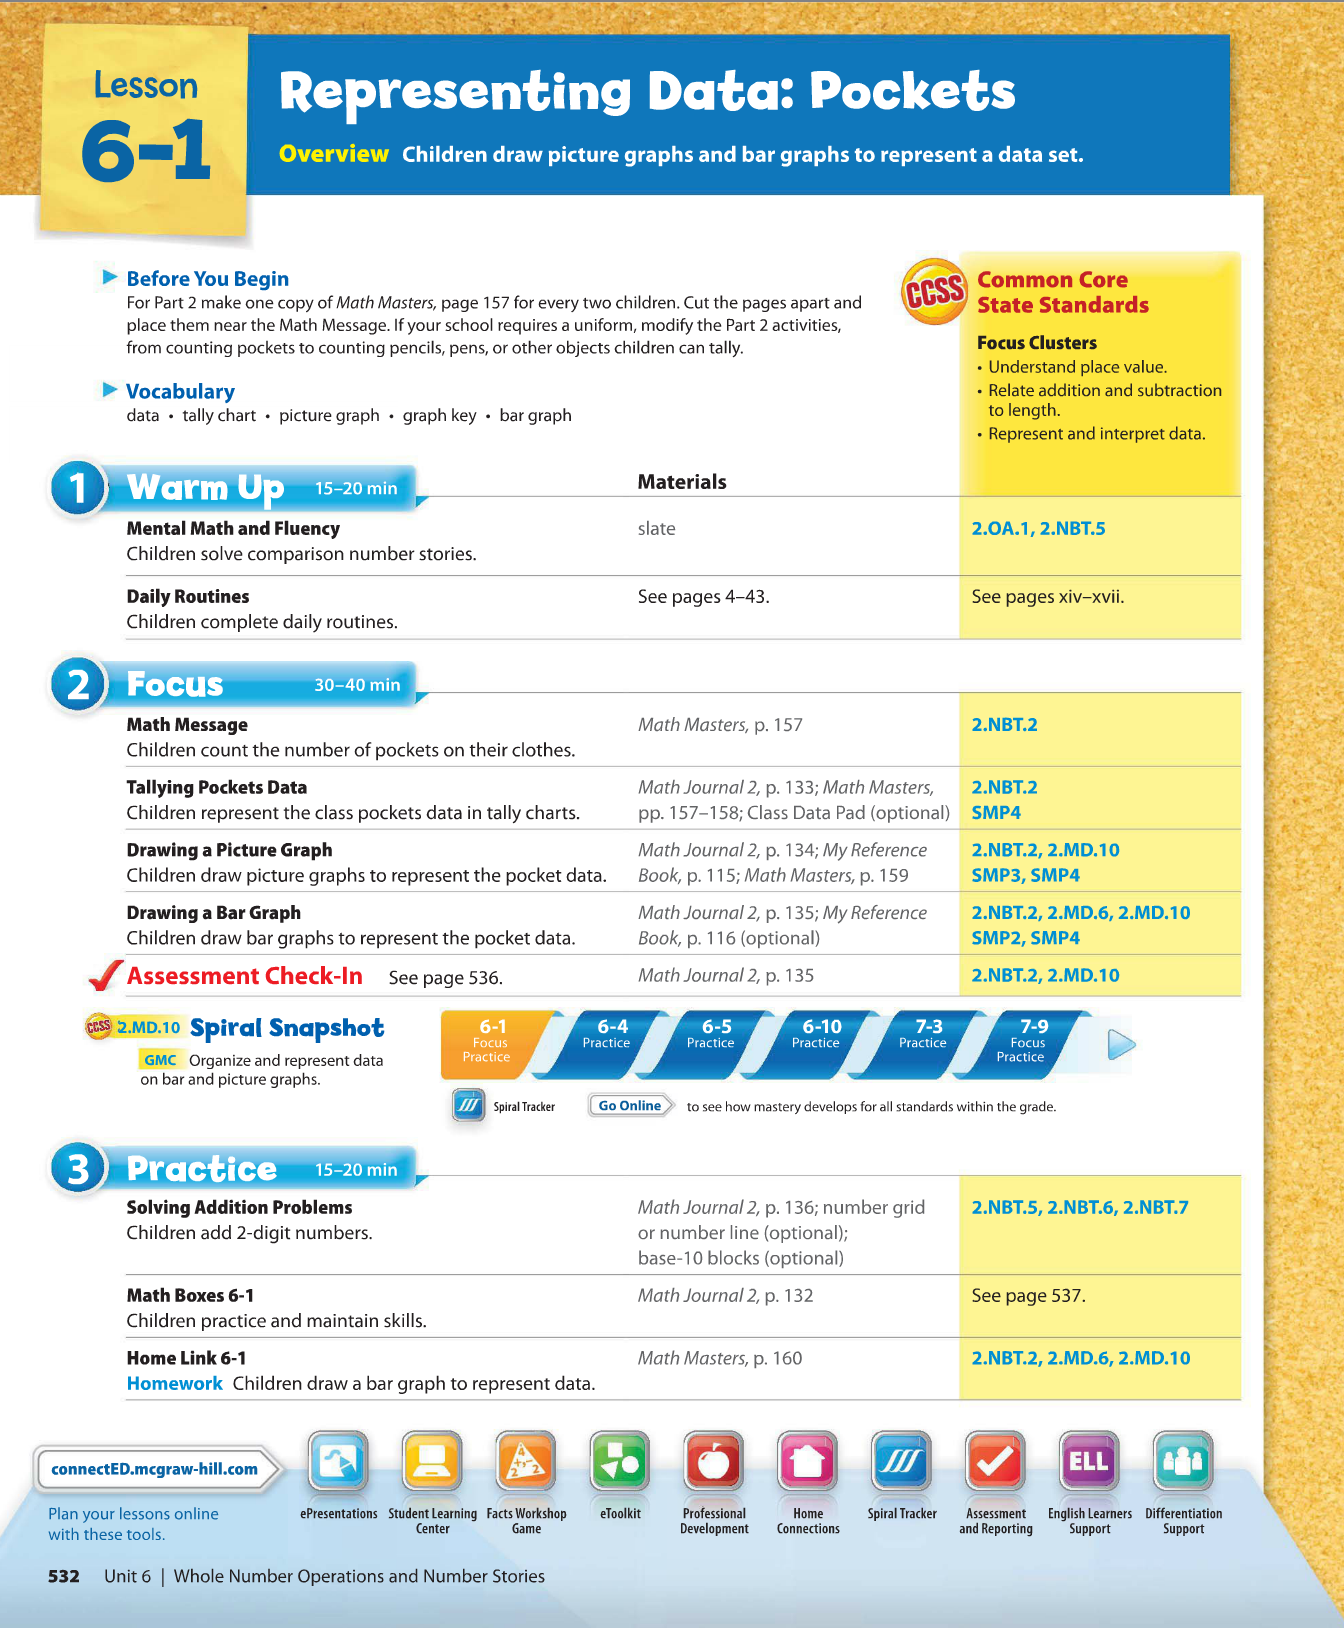 Lesson
6-1
Representing Data: Pockets
Overview Children draw picture graphs and bar graphs to represent a data set.
Before You Begin
For Part 2 make one copy of Math Masters, page 157 for every two children. Cut the pages apart and
place them near the Math Message. If your school requires a uniform, modify the Part 2 activities,
from counting pockets to counting pencils, pens, or other objects children can tally.
Vocabulary
data • tally chart • picture graph • graph key • bar graph
CCSS
Common Core
State Standards
Focus Clusters
• Understand place value.
• Relate addition and subtraction
to length.
• Represent and interpret data.
1 Warm Up 15–20 min
Materials
Mental Math and Fluency
Children solve comparison number stories.
slate
2.OA.1, 2.NBT.5
Daily Routines
Children complete daily routines.
See pages 4–43.
See pages xiv–xvii.
2 Focus 30–40 min
Math Message
Children count the number of pockets on their clothes.
Math Masters, p. 157
2.NBT.2
Tallying Pockets Data
Children represent the class pockets data in tally charts.
Math Journal 2, p. 133; Math Masters,
pp. 157–158; Class Data Pad (optional)
2.NBT.2
SMP4
Drawing a Picture Graph
Children draw picture graphs to represent the pocket data.
Math Journal 2, p. 134; My Reference
Book, p. 115; Math Masters, p. 159
2.NBT.2, 2.MD.10
SMP3, SMP4
Drawing a Bar Graph
Children draw bar graphs to represent the pocket data.
Math Journal 2, p. 135; My Reference
Book, p. 116 (optional)
2.NBT.2, 2.MD.6, 2.MD.10
SMP2, SMP4
Assessment Check-In See page 536.
Math Journal 2, p. 135
2.NBT.2, 2.MD.10
CCSS 2.MD.10 Spiral Snapshot
GMC Organize and represent data
on bar and picture graphs.
6-1
Focus
Practice
6-4
Practice
6-5
Practice
6-10
Practice
7-3
Practice
7-9
Focus
Practice
Spiral Tracker
Go Online to see how mastery develops for all standards within the grade.
3 Practice 15–20 min
Solving Addition Problems
Children add 2-digit numbers.
Math Journal 2, p. 136; number grid
or number line (optional);
base-10 blocks (optional)
2.NBT.5, 2.NBT.6, 2.NBT.7
Math Boxes 6-1
Children practice and maintain skills.
Math Journal 2, p. 132
See page 537.
Home Link 6-1
Homework Children draw a bar graph to represent data.
Math Masters, p. 160
2.NBT.2, 2.MD.6, 2.MD.10
connectED.mcgraw-hill.com
Plan your lessons online
with these tools.
ePresentations
Student Learning
Center
4
+,-
2 2
Facts Workshop
Game
eToolkit
Professional
Development
Home
Connections
Spiral Tracker
Assessment
and Reporting
ELL
English Learners
Support
Differentiation
Support
532 Unit 6 | Whole Number Operations and Number Stories